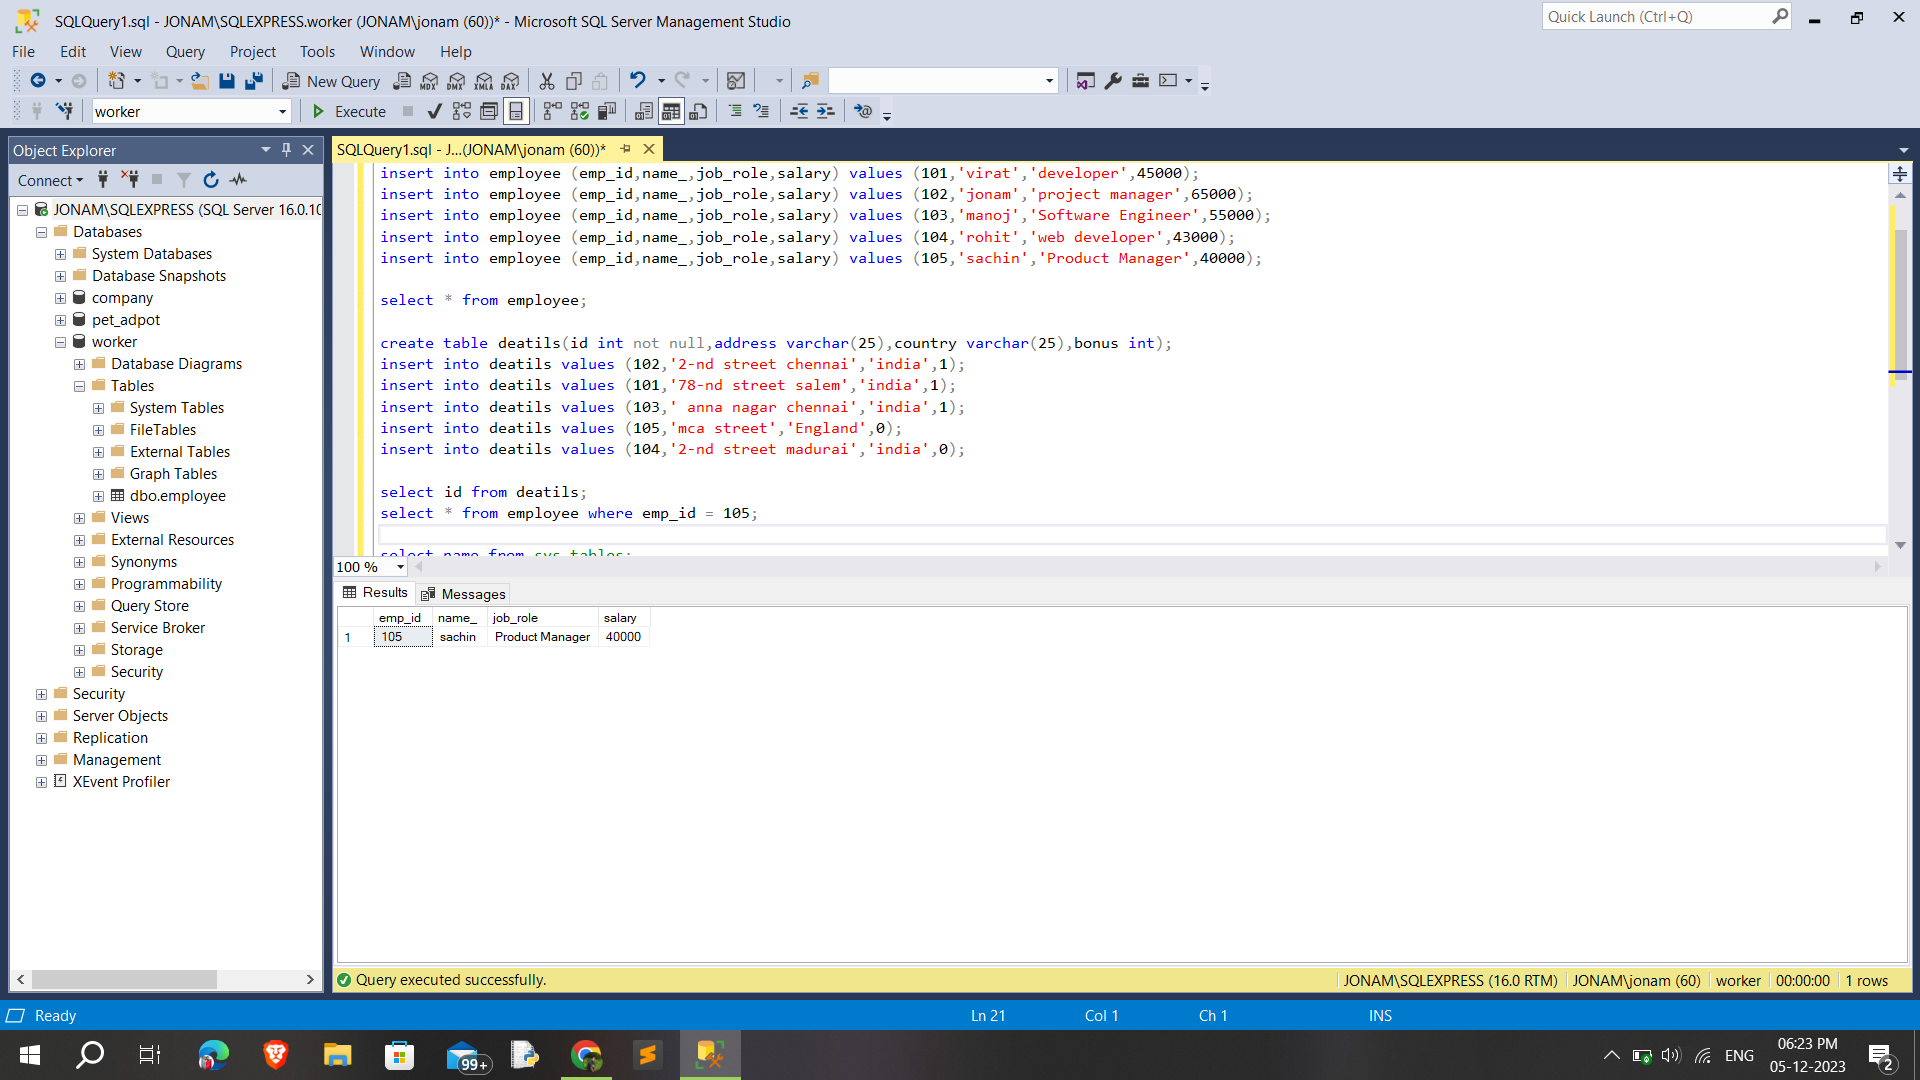 SQLQuery1.sql - JONAM\SQLEXPRESS.worker (JONAM\jonam (60))* - Microsoft SQL Server Management Studio
Quick Launch (Ctrl+Q)
File Edit View Query Project Tools Window Help
New Query MDX DMX XMLA DAX
worker Execute
Object Explorer
Connect
JONAM\SQLEXPRESS (SQL Server 16.0.10
Databases
System Databases
Database Snapshots
company
pet_adpot
worker
Database Diagrams
Tables
System Tables
FileTables
External Tables
Graph Tables
dbo.employee
Views
External Resources
Synonyms
Programmability
Query Store
Service Broker
Storage
Security
Security
Server Objects
Replication
Management
XEvent Profiler
SQLQuery1.sql - J...(JONAM\jonam (60))*
insert into employee (emp_id,name_,job_role,salary) values (101,'virat','developer',45000);
insert into employee (emp_id,name_,job_role,salary) values (102,'jonam','project manager',65000);
insert into employee (emp_id,name_,job_role,salary) values (103,'manoj','Software Engineer',55000);
insert into employee (emp_id,name_,job_role,salary) values (104,'rohit','web developer',43000);
insert into employee (emp_id,name_,job_role,salary) values (105,'sachin','Product Manager',40000);
select * from employee;
create table deatils(id int not null,address varchar(25),country varchar(25),bonus int);
insert into deatils values (102,'2-nd street chennai','india',1);
insert into deatils values (101,'78-nd street salem','india',1);
insert into deatils values (103,' anna nagar chennai','india',1);
insert into deatils values (105,'mca street','England',0);
insert into deatils values (104,'2-nd street madurai','india',0);
select id from deatils;
select * from employee where emp_id = 105;
select name from sys.tables;
100 %
Results Messages
emp_id name_ job_role salary
1 105 sachin Product Manager 40000
Query executed successfully. JONAM\SQLEXPRESS (16.0 RTM) JONAM\jonam (60) worker 00:00:00 1 rows
Ready Ln 21 Col 1 Ch 1 INS
99+
ENG
06:23 PM
05-12-2023
2